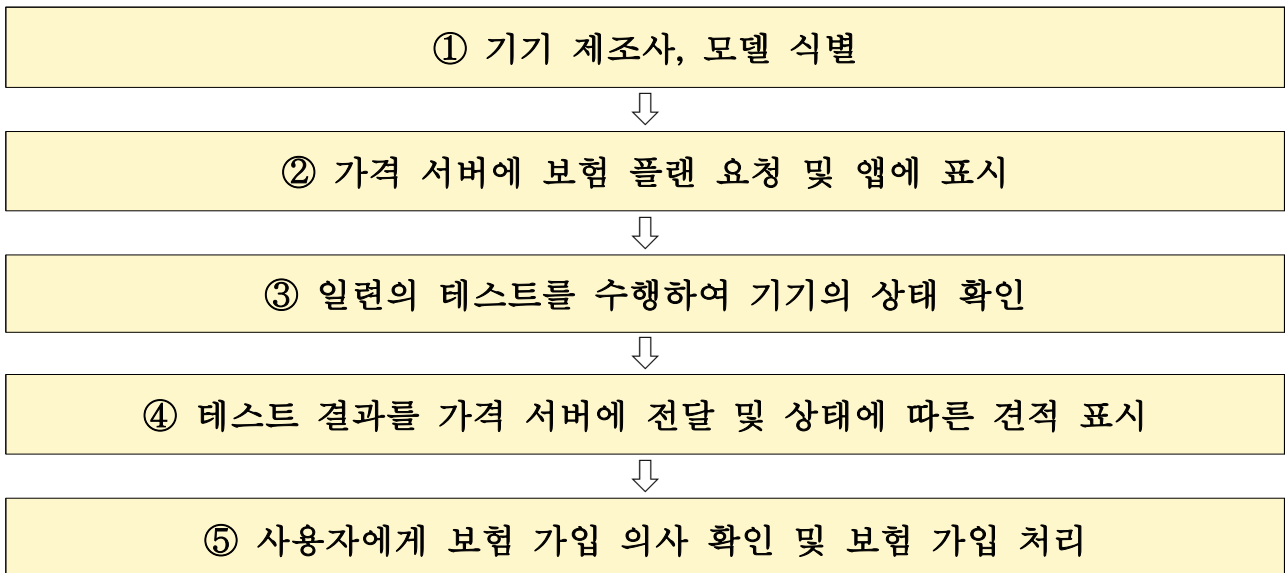 ① 기기 제조사, 모델 식별
② 가격 서버에 보험 플랜 요청 및 앱에 표시
③ 일련의 테스트를 수행하여 기기의 상태 확인
④ 테스트 결과를 가격 서버에 전달 및 상태에 따른 견적 표시
⑤ 사용자에게 보험 가입 의사 확인 및 보험 가입 처리